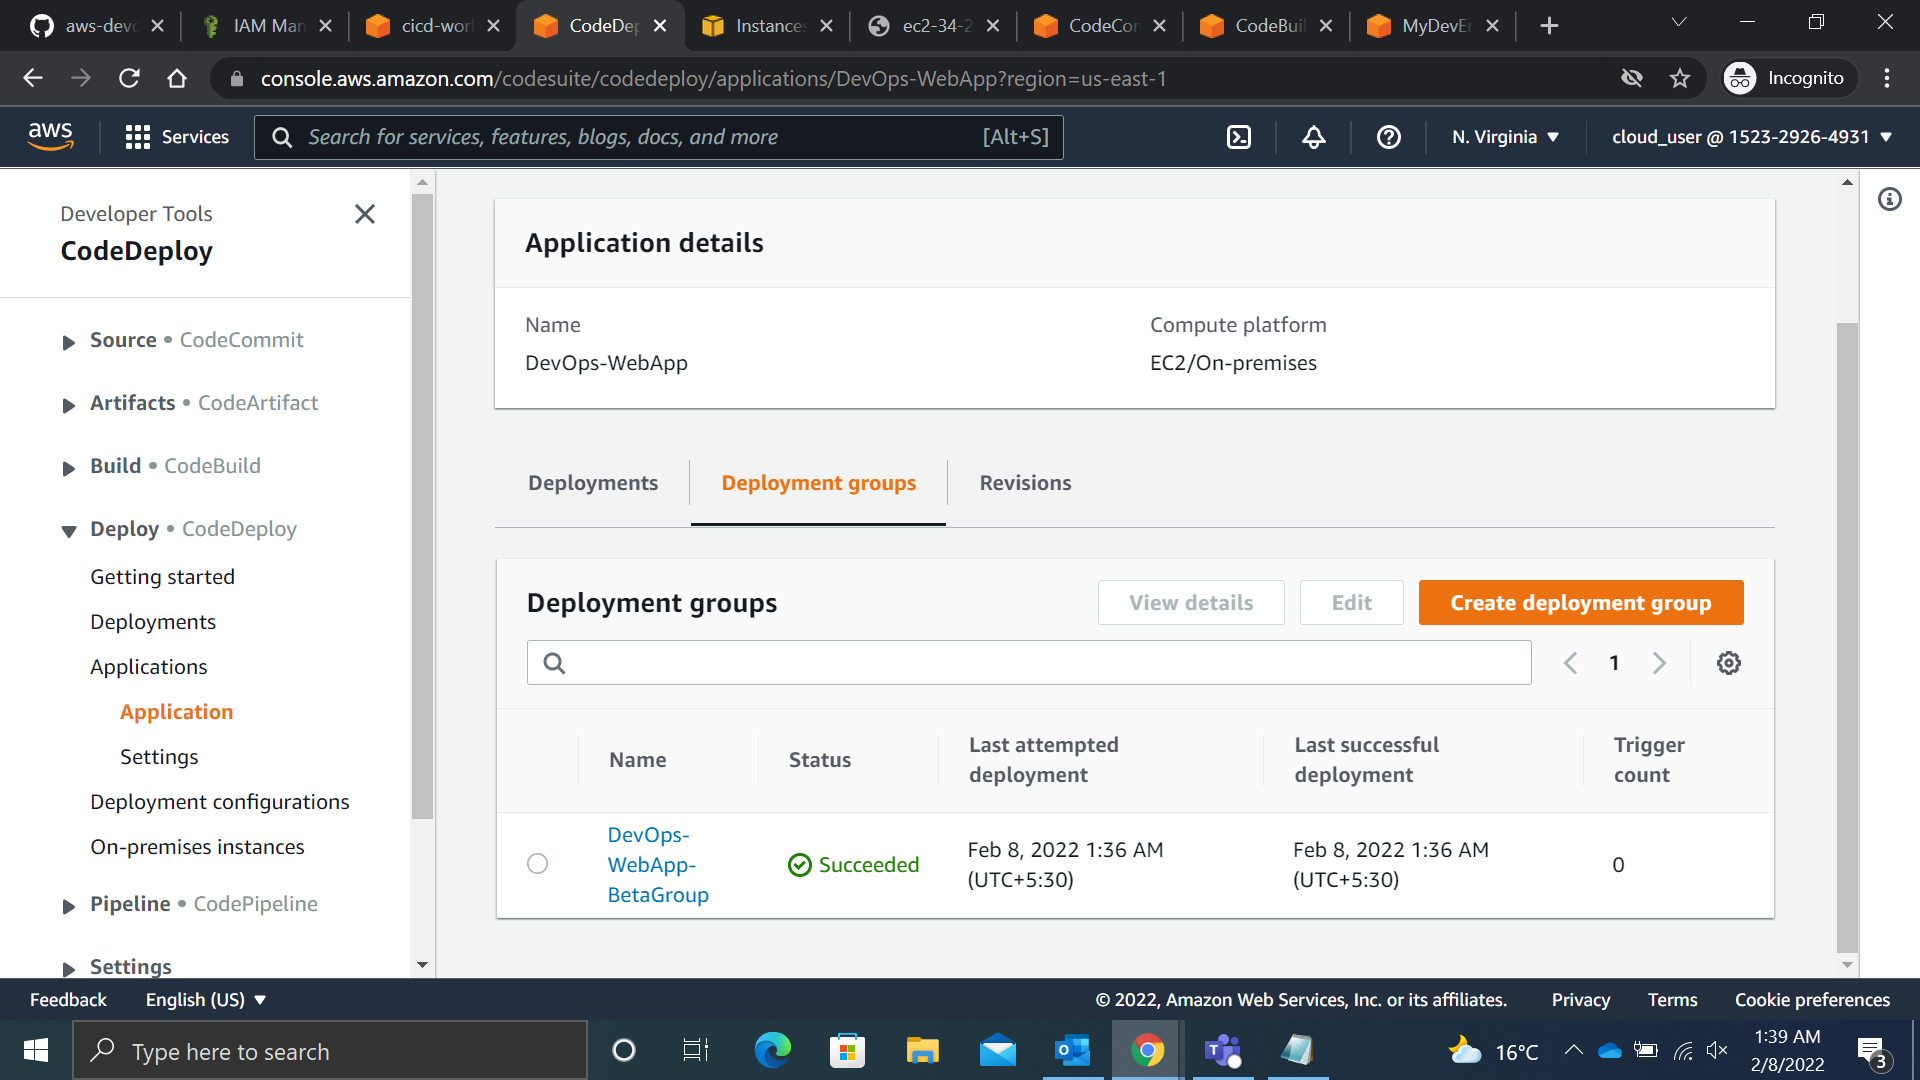 aws-devo
IAM Man
cicd-wor
CodeDep
Instances
ec2-34-2
CodeCom
CodeBuil
MyDevEn
console.aws.amazon.com/codesuite/codedeploy/applications/DevOps-WebApp?region=us-east-1
Incognito
aws
Services
Search for services, features, blogs, docs, and more
[Alt+S]
N. Virginia
cloud_user @ 1523-2926-4931
Developer Tools
CodeDeploy
Source • CodeCommit
Artifacts • CodeArtifact
Build • CodeBuild
Deploy • CodeDeploy
Getting started
Deployments
Applications
Application
Settings
Deployment configurations
On-premises instances
Pipeline • CodePipeline
Settings
Application details
Name
DevOps-WebApp
Compute platform
EC2/On-premises
Deployments
Deployment groups
Revisions
Deployment groups
View details
Edit
Create deployment group
1
Name
Status
Last attempted
deployment
Last successful
deployment
Trigger
count
DevOps-
WebApp-
BetaGroup
Succeeded
Feb 8, 2022 1:36 AM
(UTC+5:30)
Feb 8, 2022 1:36 AM
(UTC+5:30)
0
Feedback
English (US)
© 2022, Amazon Web Services, Inc. or its affiliates.
Privacy
Terms
Cookie preferences
Type here to search
16°C
1:39 AM
2/8/2022
3